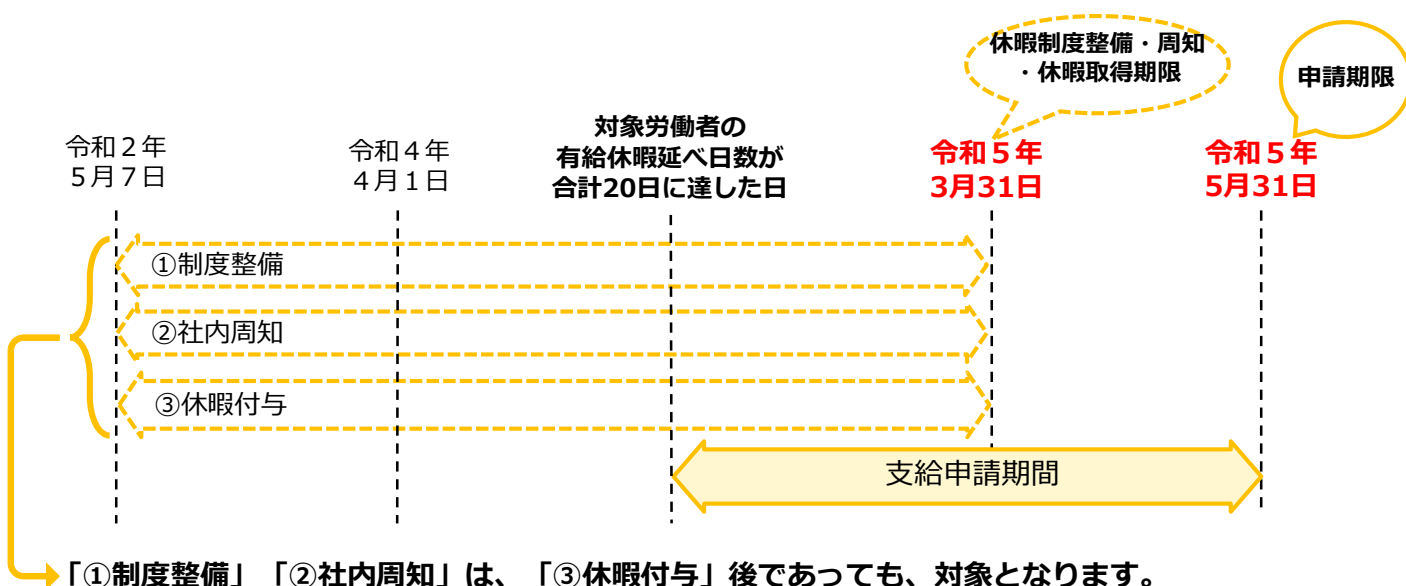 休暇制度整備・周知
・休暇取得期限
申請期限
令和２年
５月７日
令和４年
４月１日
対象労働者の
有給休暇延べ日数が
合計20日に達した日
令和５年
3月31日
令和５年
5月31日
①制度整備
②社内周知
③休暇付与
支給申請期間
「①制度整備」「②社内周知」は、「③休暇付与」後であっても、対象となります。